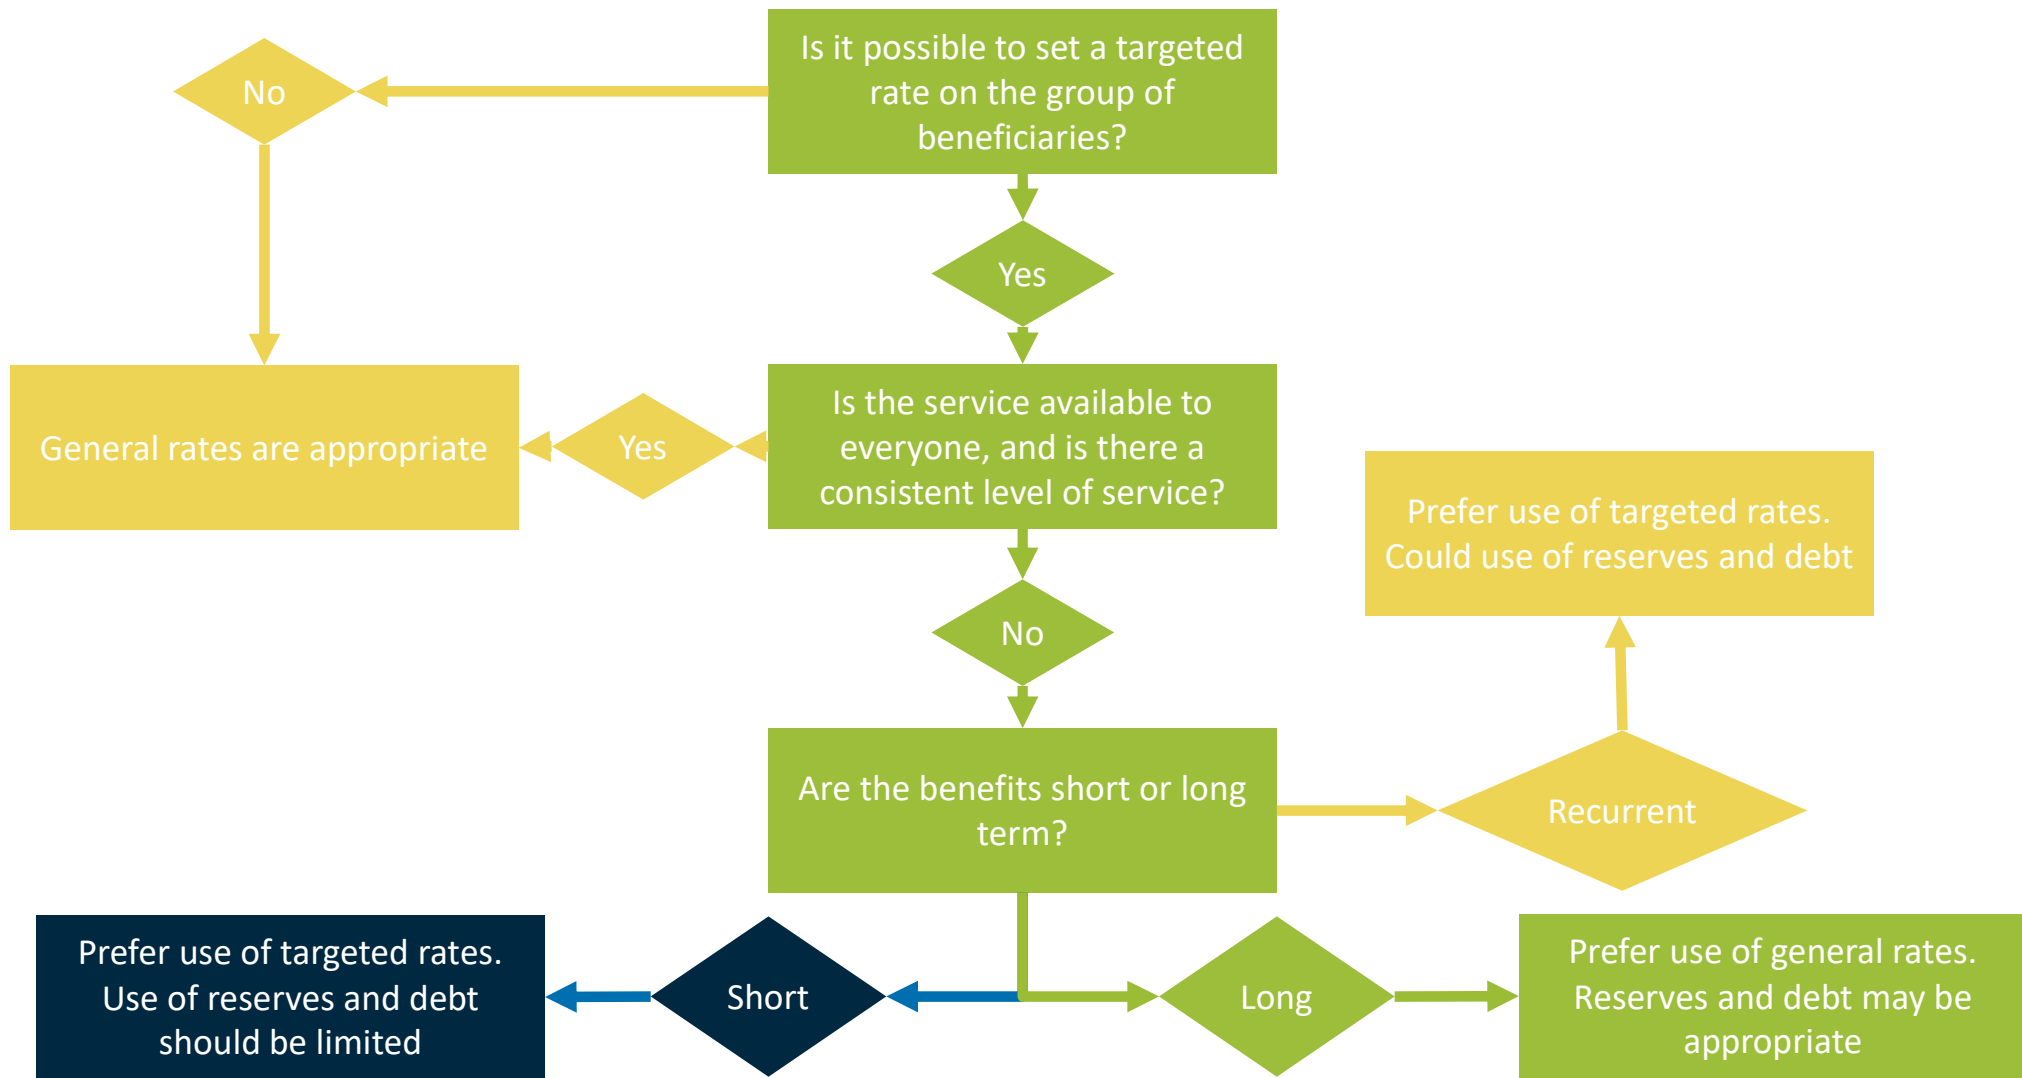 Is it possible to set a targeted
rate on the group of
beneficiaries?
No
Yes
General rates are appropriate
Yes
Is the service available to
everyone, and is there a
consistent level of service?
Prefer use of targeted rates.
Could use of reserves and debt
No
Are the benefits short or long
term?
Recurrent
Prefer use of targeted rates.
Use of reserves and debt
should be limited
Short
Long
Prefer use of general rates.
Reserves and debt may be
appropriate